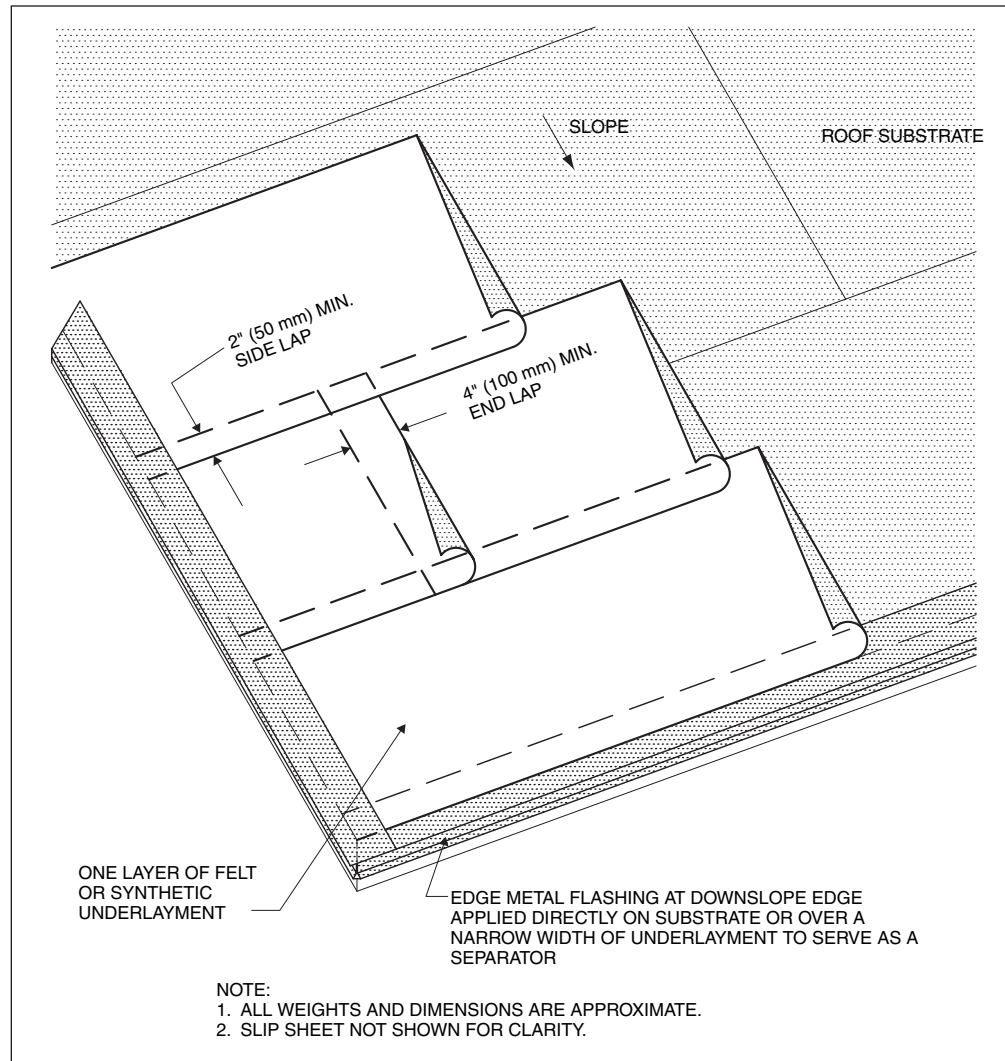 SLOPE
ROOF SUBSTRATE
2" (50 mm) MIN.
SIDE LAP
4" (100 mm) MIN.
END LAP
ONE LAYER OF FELT
OR SYNTHETIC
UNDERLAYMENT
EDGE METAL FLASHING AT DOWNSLOPE EDGE
APPLIED DIRECTLY ON SUBSTRATE OR OVER A
NARROW WIDTH OF UNDERLAYMENT TO SERVE AS A
SEPARATOR
NOTE:
1. ALL WEIGHTS AND DIMENSIONS ARE APPROXIMATE.
2. SLIP SHEET NOT SHOWN FOR CLARITY.